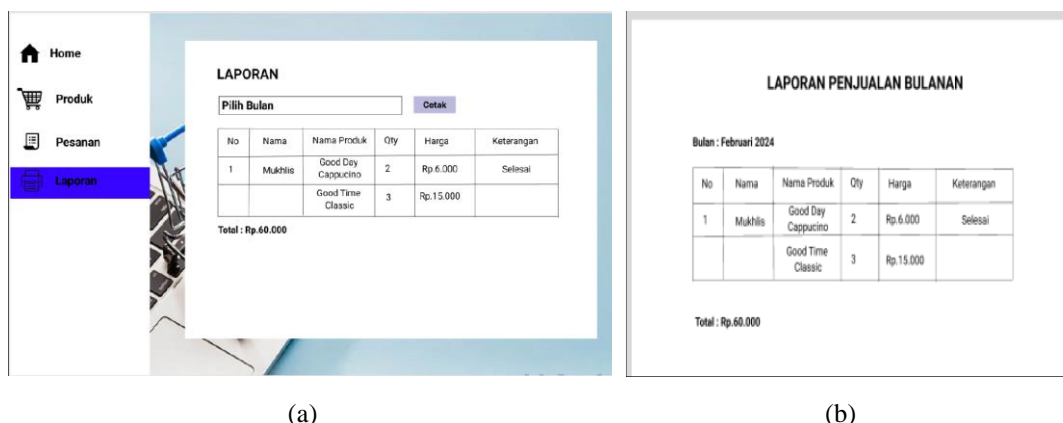 Home
Produk
Pesanan
Laporan
LAPORAN
Pilih Bulan
Cetak
No Nama Nama Produk Qty Harga Keterangan
1 Mukhlis Good Day Cappucino 2 Rp.6.000 Selesai
Good Time Classic 3 Rp.15.000
Total : Rp.60.000
(a)
LAPORAN PENJUALAN BULANAN
Bulan : Februari 2024
No Nama Nama Produk Qty Harga Keterangan
1 Mukhlis Good Day Cappucino 2 Rp.6.000 Selesai
Good Time Classic 3 Rp.15.000
Total : Rp.60.000
(b)